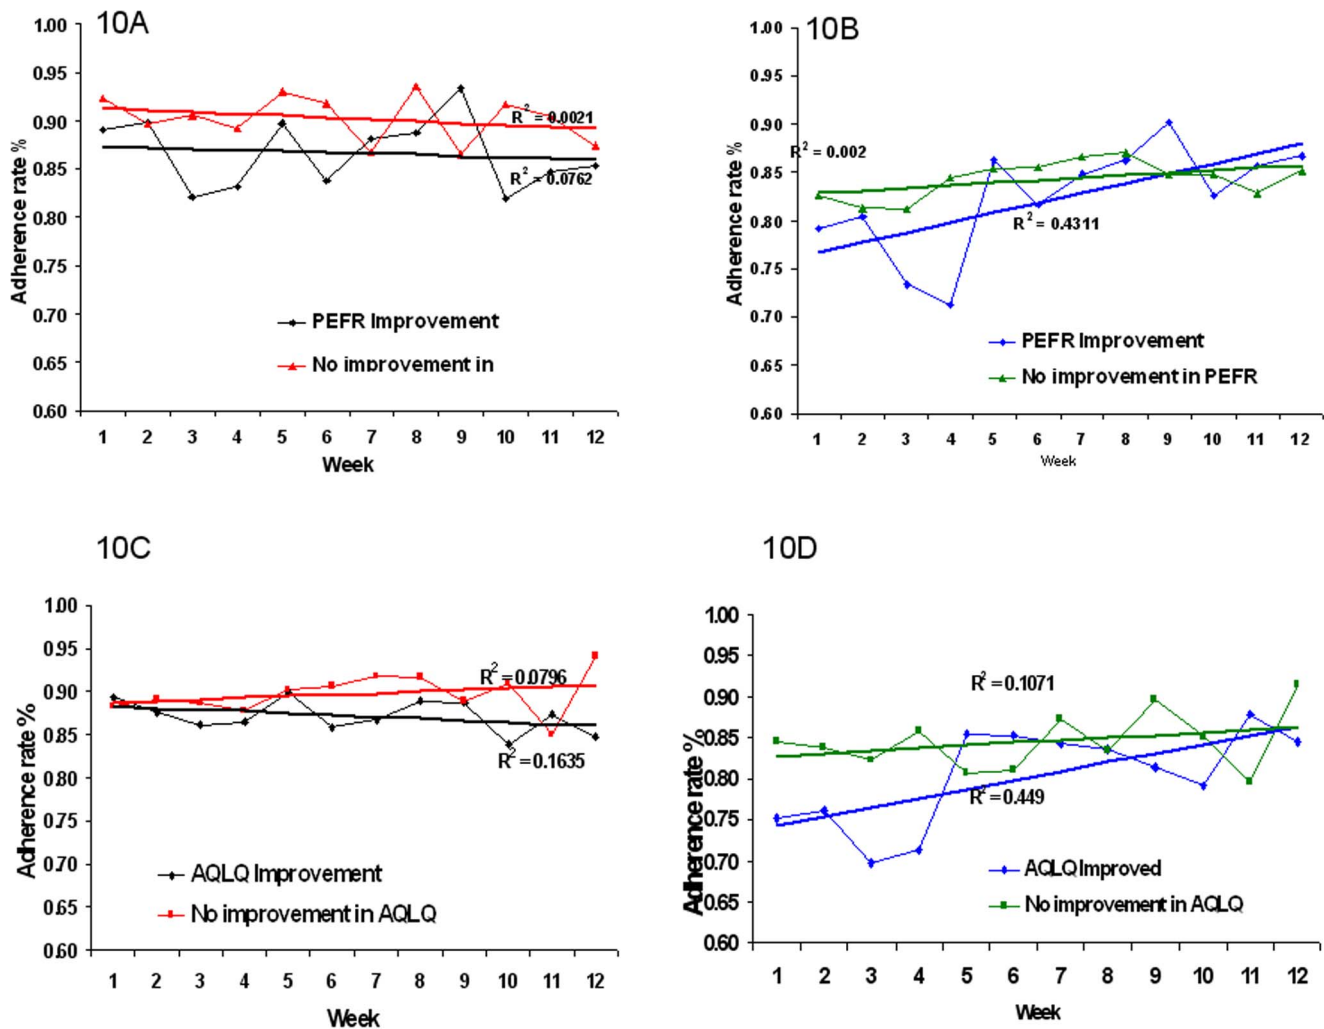 10A
Adherence rate %
1.00
0.95
0.90
0.85
0.80
0.75
0.70
0.65
0.60
R² = 0.0021
R² = 0.0762
PEFR Improvement
No improvement in
1 2 3 4 5 6 7 8 9 10 11 12
Week
10B
Adherence rate %
1.00
0.95
0.90
0.85
0.80
0.75
0.70
0.65
0.60
R² = 0.002
R² = 0.4311
PEFR Improvement
No improvement in PEFR
1 2 3 4 5 6 7 8 9 10 11 12
Week
10C
Adherence rate %
1.00
0.95
0.90
0.85
0.80
0.75
0.70
0.65
0.60
R² = 0.0796
R² = 0.1635
AQLQ Improvement
No improvement in AQLQ
1 2 3 4 5 6 7 8 9 10 11 12
Week
10D
Adherence rate %
1.00
0.95
0.90
0.85
0.80
0.75
0.70
0.65
0.60
R² = 0.1071
R² = 0.449
AQLQ Improved
No improvement in AQLQ
1 2 3 4 5 6 7 8 9 10 11 12
Week